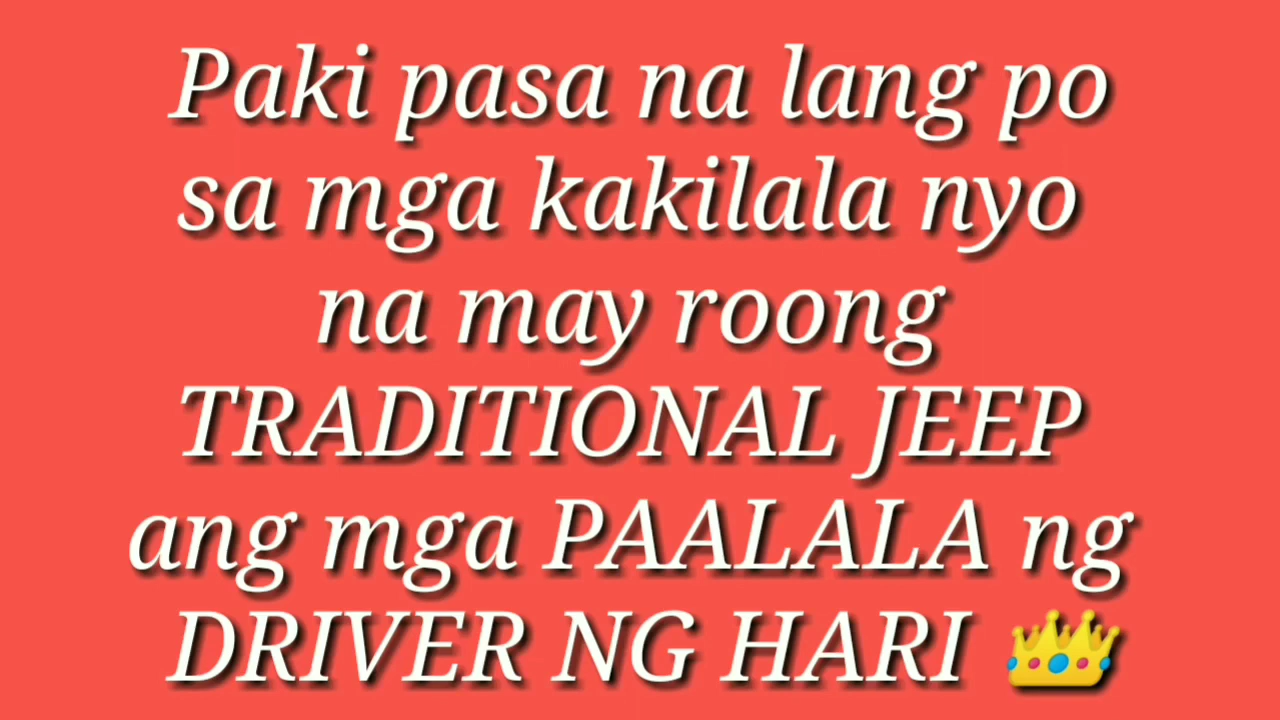 Paki pasa na lang po
sa mga kakilala nyo
na may roong
TRADITIONAL JEEP
ang mga PAALALA ng
DRIVER NG HARI 👑